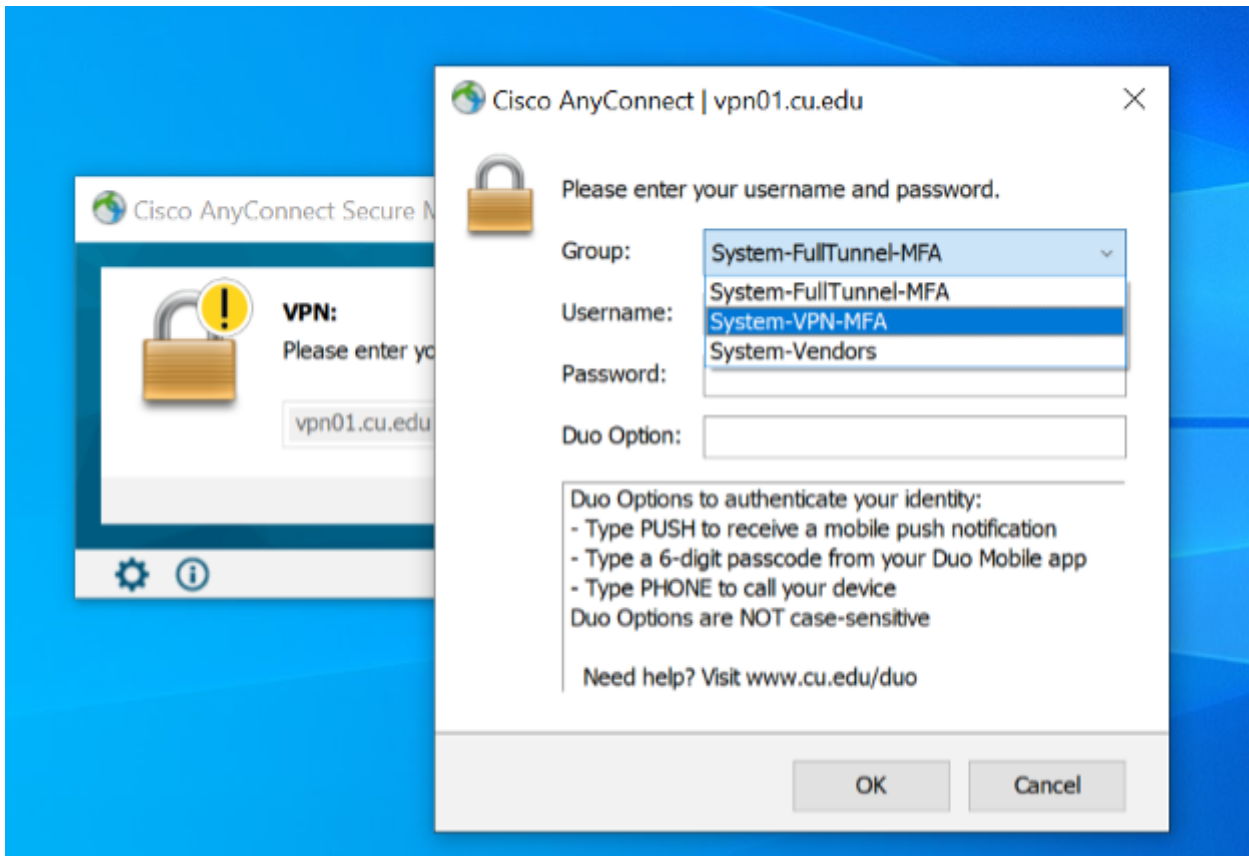 Cisco AnyConnect | vpn01.cu.edu
Please enter your username and password.
Group:
System-FullTunnel-MFA
System-FullTunnel-MFA
System-VPN-MFA
System-Vendors
Username:
Password:
Duo Option:
Duo Options to authenticate your identity:
- Type PUSH to receive a mobile push notification
- Type a 6-digit passcode from your Duo Mobile app
- Type PHONE to call your device
Duo Options are NOT case-sensitive
Need help? Visit www.cu.edu/duo
OK
Cancel
Cisco AnyConnect Secure
VPN:
Please enter
vpn01.cu.edu